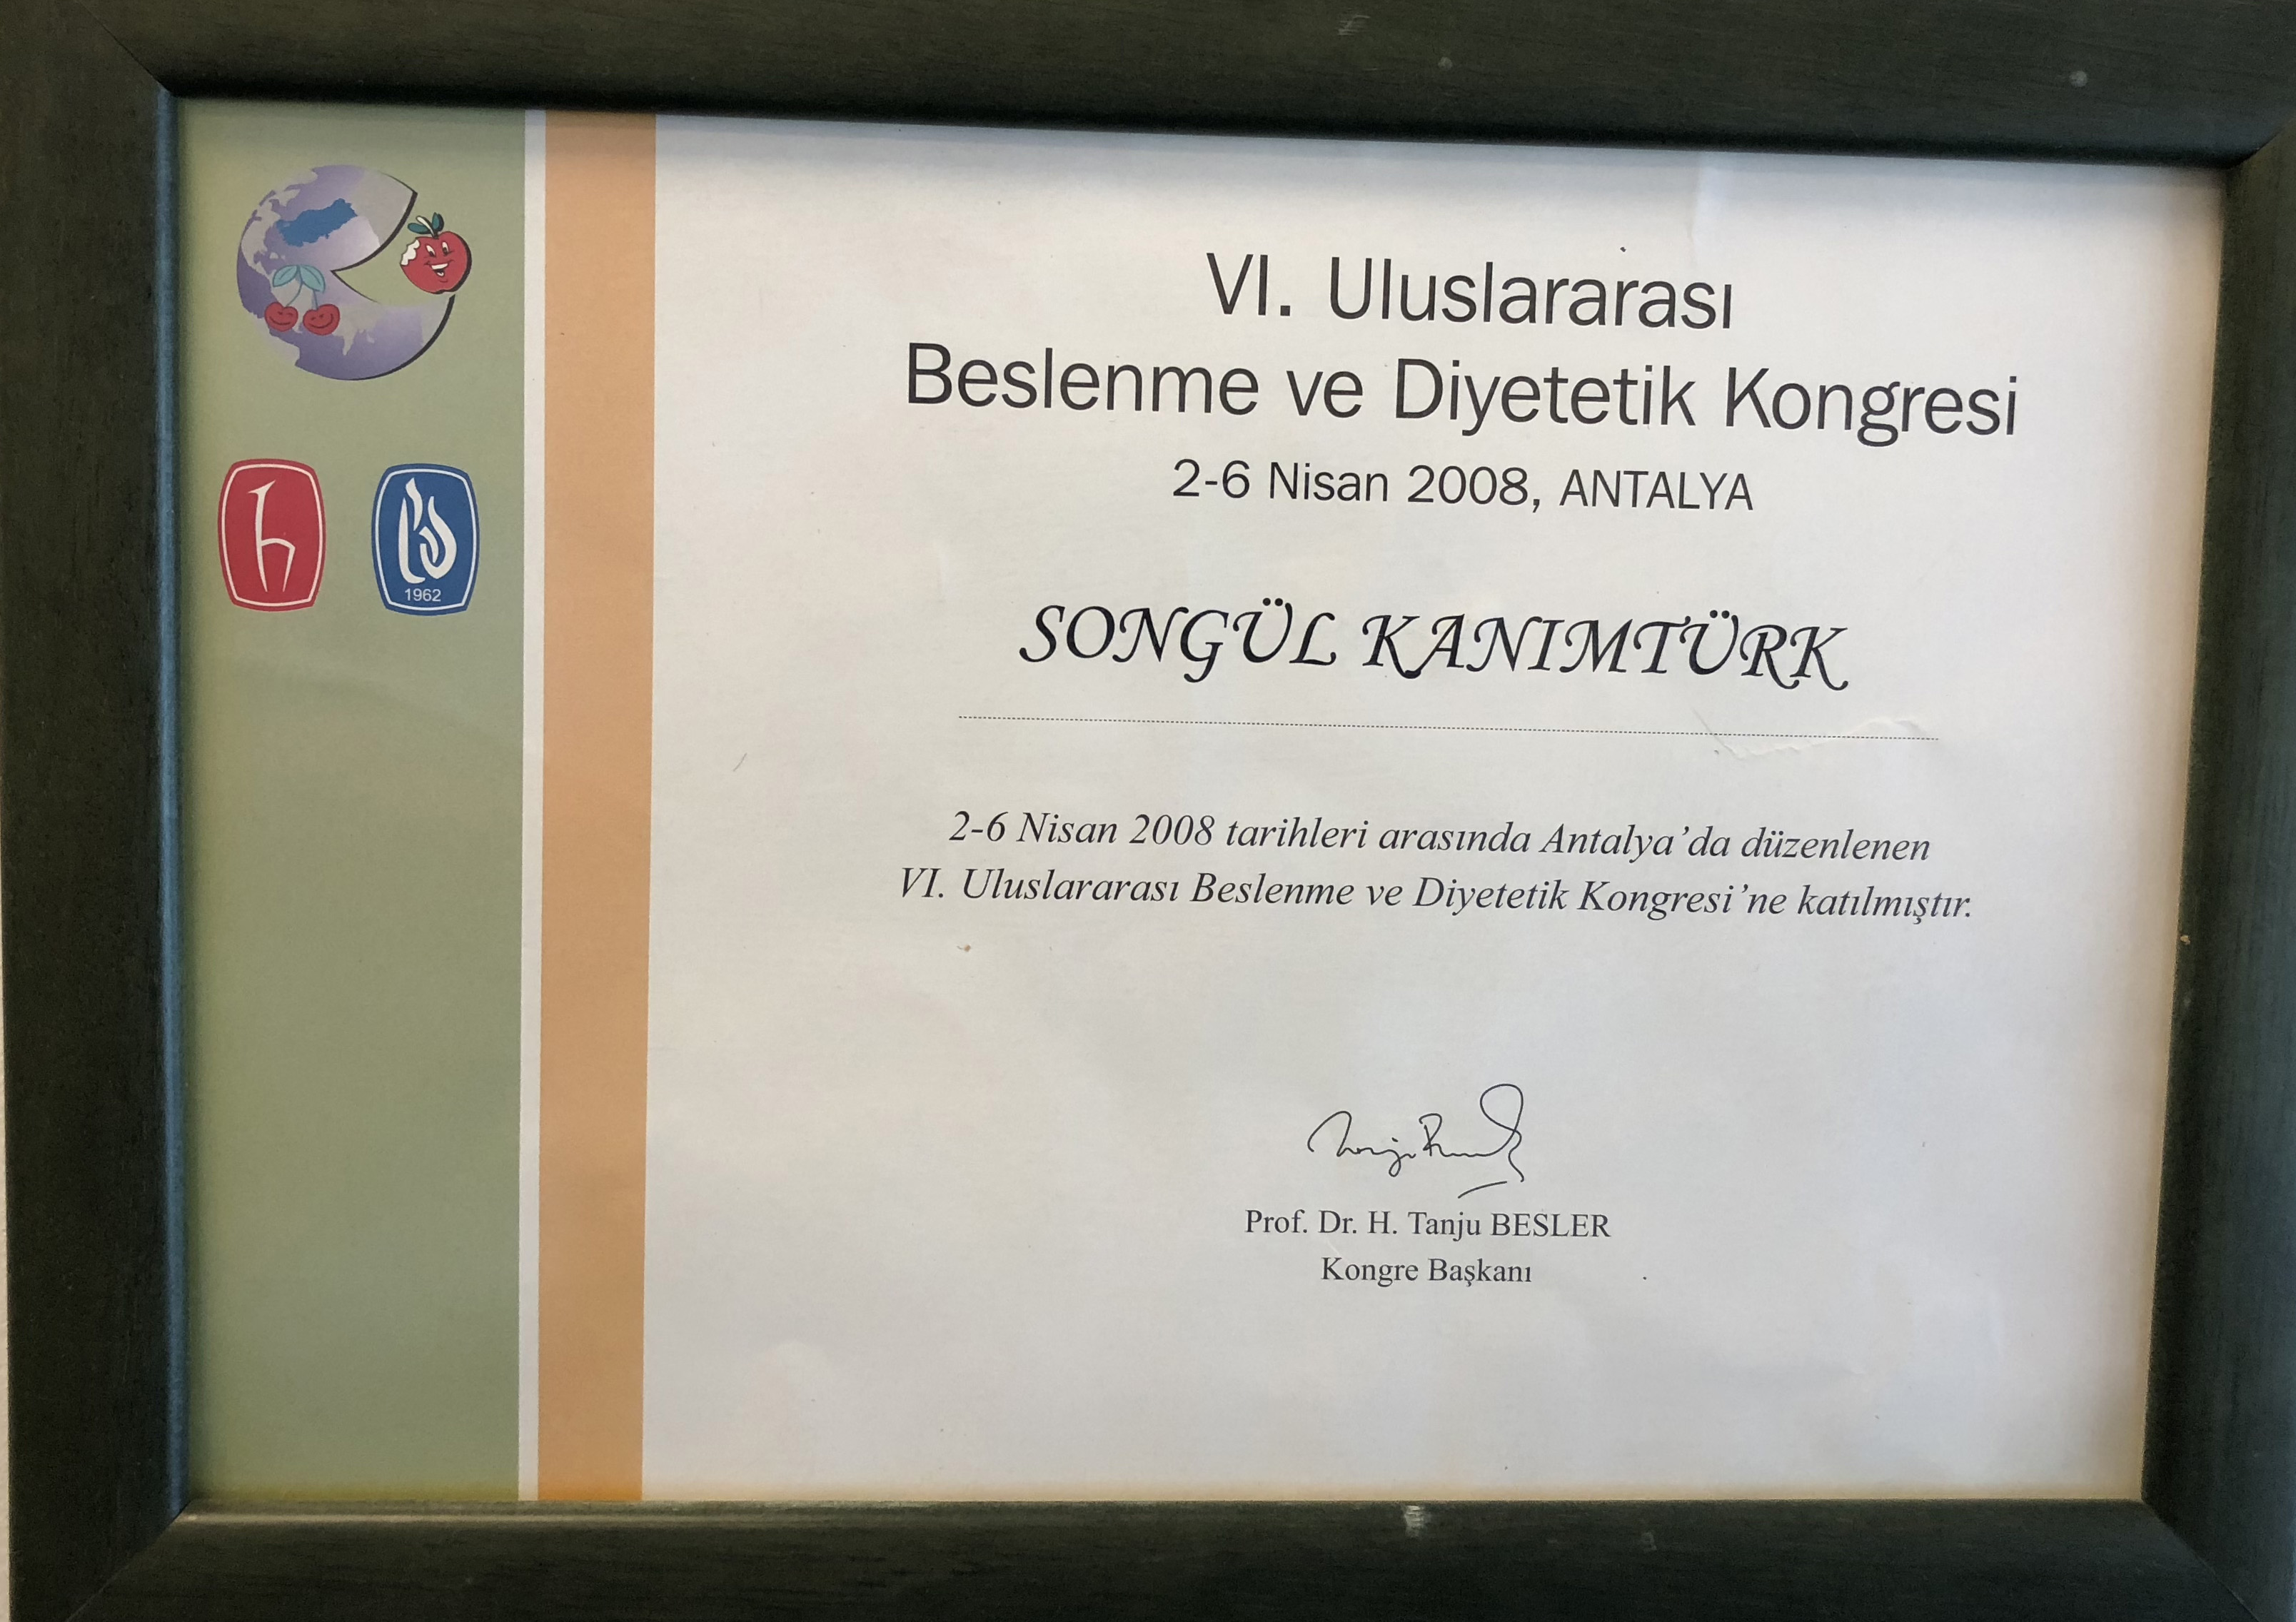 VI. Uluslararası
Beslenme ve Diyetetik Kongresi
2-6 Nisan 2008, ANTALYA
1962
SONGÜL KANIMTÜRK
2-6 Nisan 2008 tarihleri arasında Antalya’da düzenlenen
VI. Uluslararası Beslenme ve Diyetetik Kongresi’ne katılmıştır.
Prof. Dr. H. Tanju BESLER
Kongre Başkanı